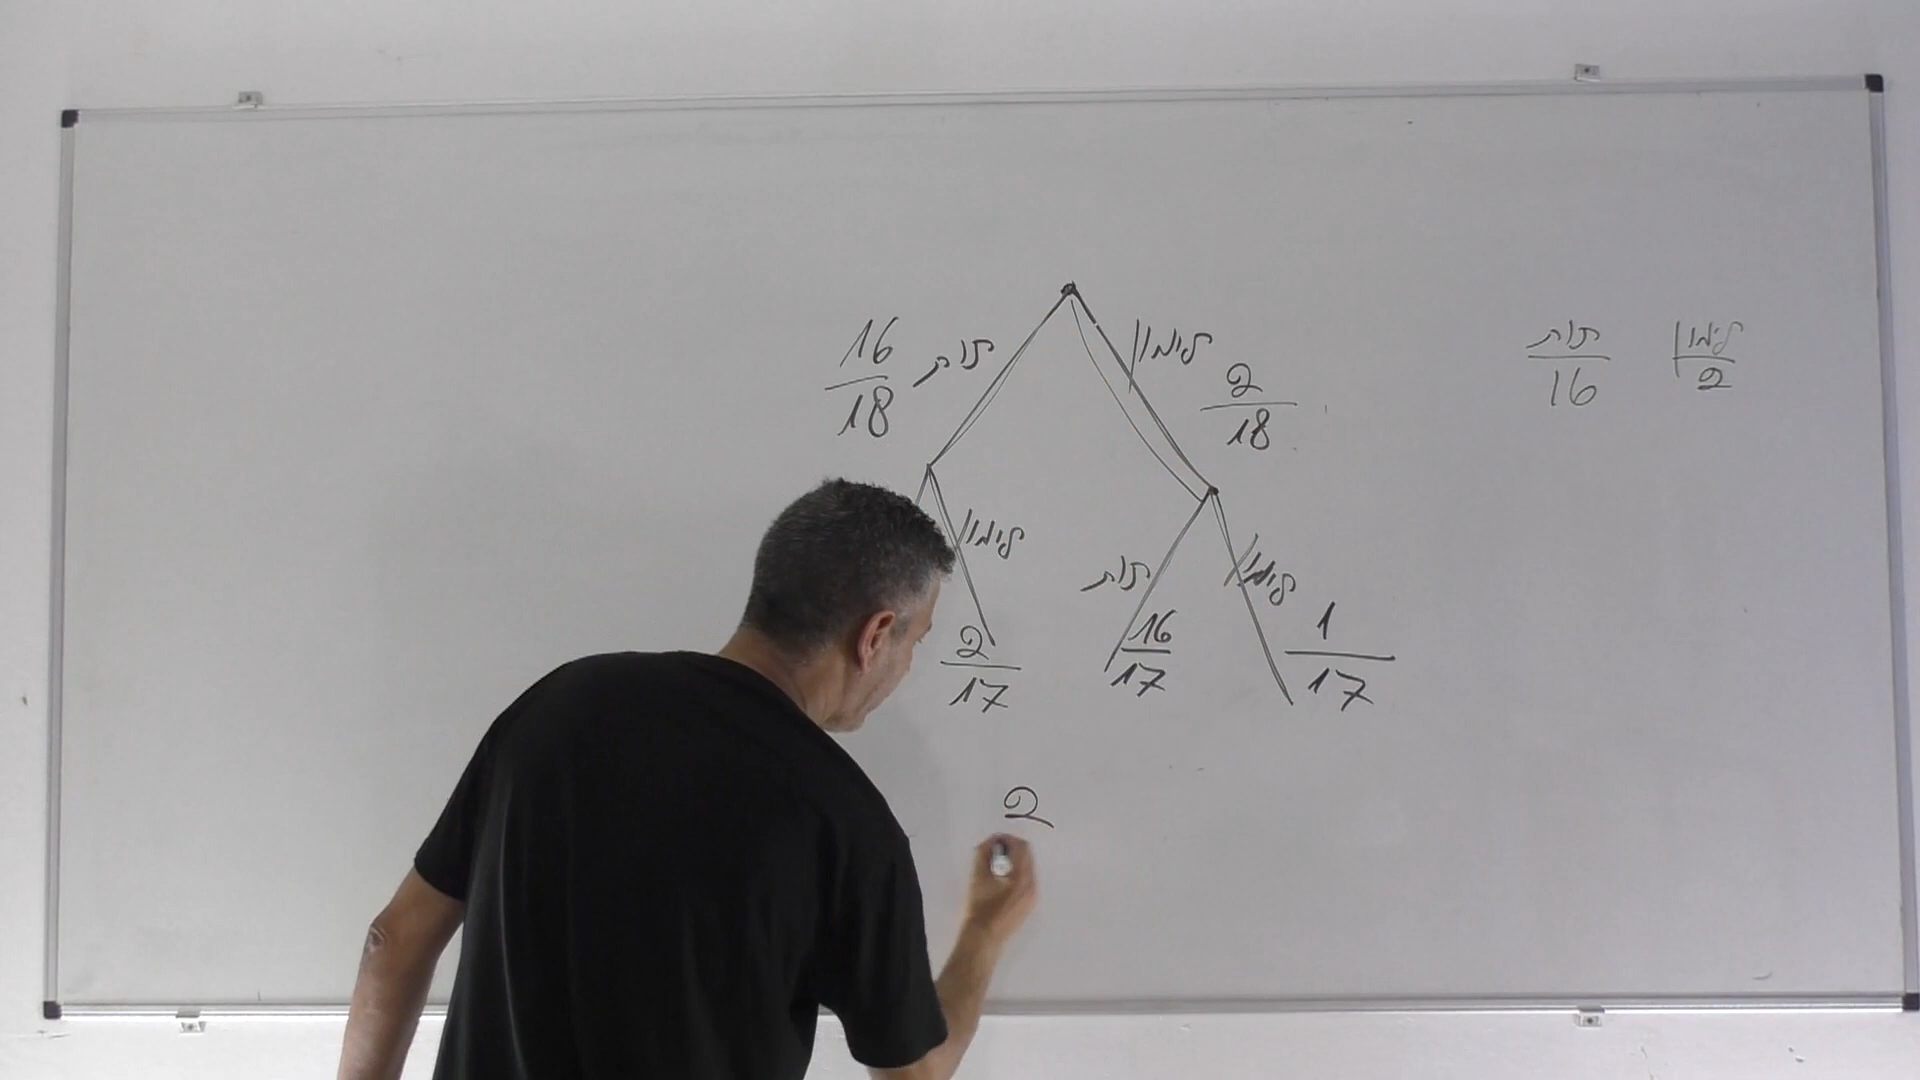 תות לימון
16 2
16/18 תות לימון 2/18
לימון תות לימון
2/17 16/17 1/17
2